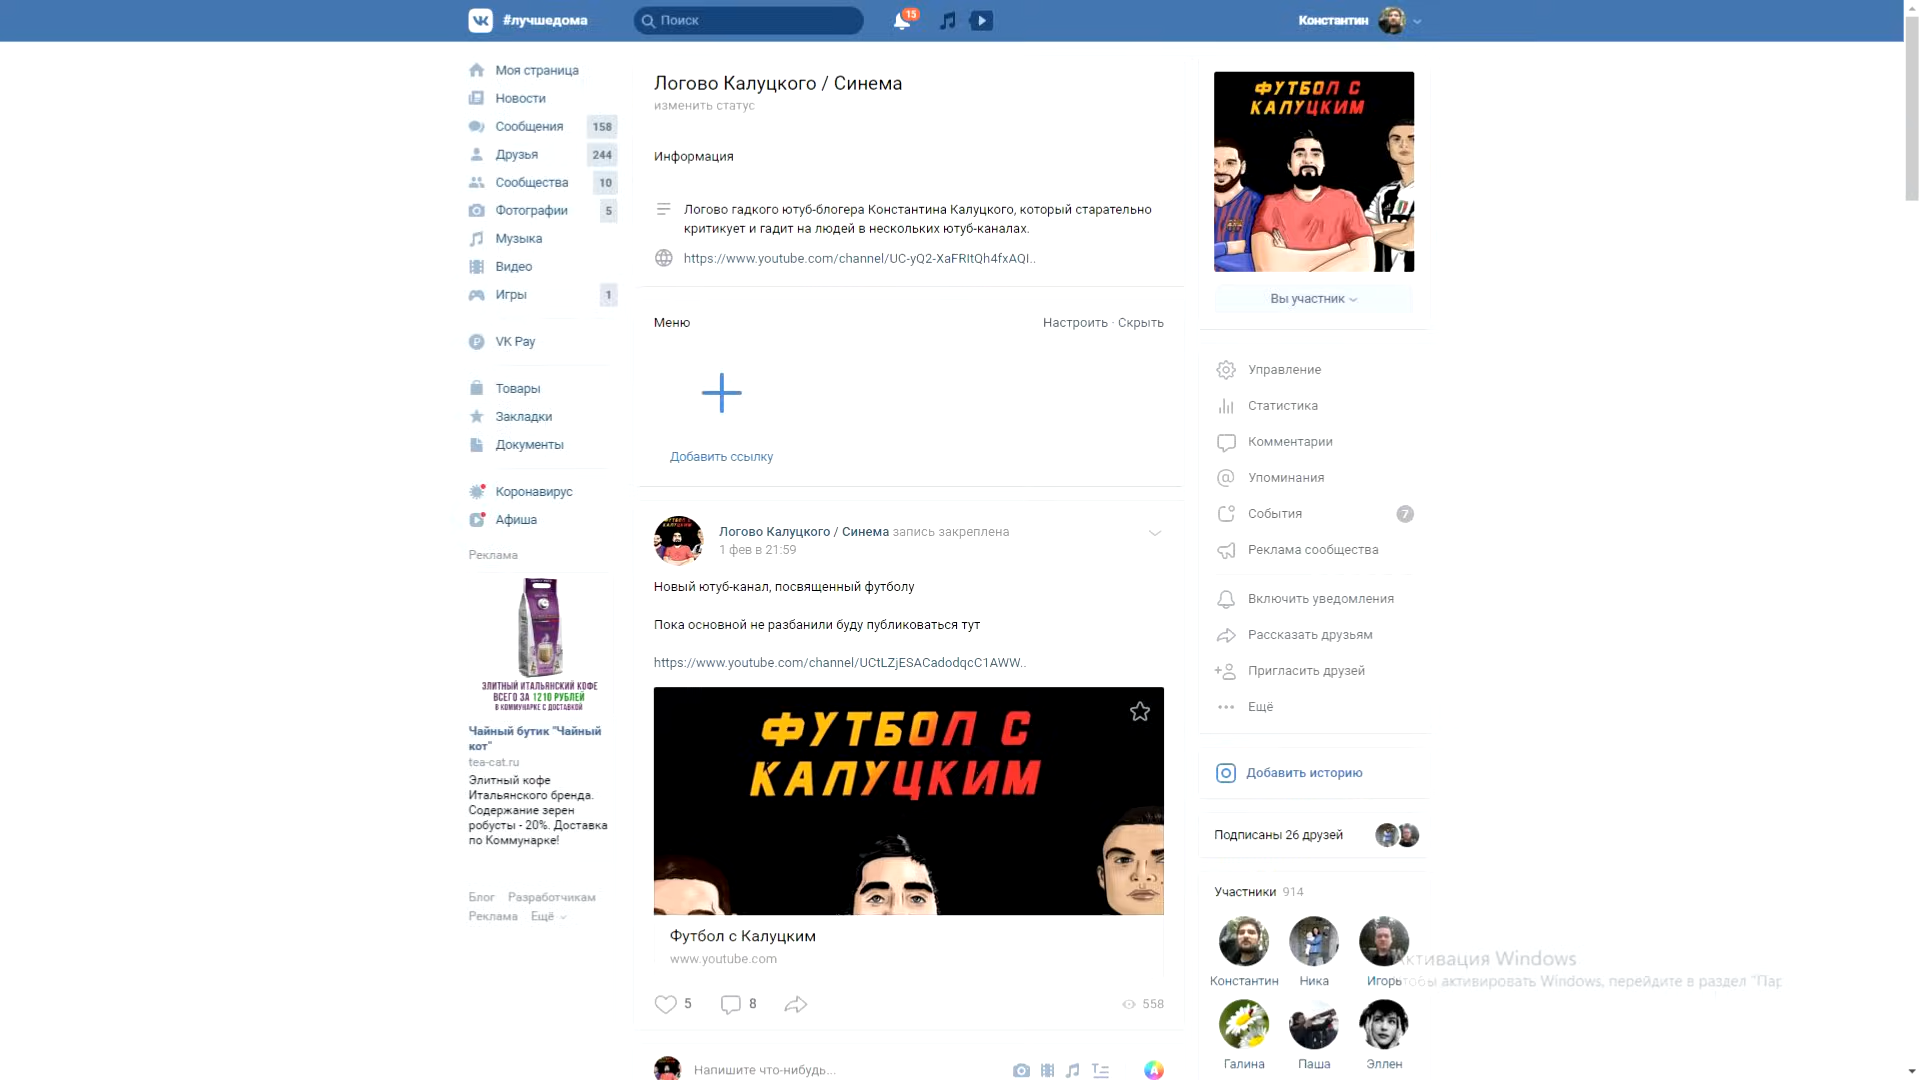 #лучшедома
Поиск
15
Константин
Моя страница
Новости
Сообщения 158
Друзья 244
Сообщества 10
Фотографии 5
Музыка
Видео
Игры 1
VK Pay
Товары
Закладки
Документы
Коронавирус
Афиша
Реклама
ЭЛИТНЫЙ ИТАЛЬЯНСКИЙ КОФЕ
ВСЕГО ЗА 1210 РУБЛЕЙ
В КОММУНАРКЕ С ДОСТАВКОЙ
Чайный бутик "Чайный
кот"
tea-cat.ru
Элитный кофе
Итальянского бренда.
Содержание зерен
робусты - 20%. Доставка
по Коммунарке!
Блог Разработчикам
Реклама Ещё
Логово Калуцкого / Синема
изменить статус
Информация
Логово гадкого ютуб-блогера Константина Калуцкого, который старательно
критикует и гадит на людей в нескольких ютуб-каналах.
https://www.youtube.com/channel/UC-yQ2-XaFRItQh4fxAQI..
Меню
Настроить · Скрыть
Добавить ссылку
Логово Калуцкого / Синема запись закреплена
1 фев в 21:59
Новый ютуб-канал, посвященный футболу
Пока основной не разбанили буду публиковаться тут
https://www.youtube.com/channel/UCtLZjESACadodqcC1AWW..
ФУТБОЛ С
КАЛУЦКИМ
Футбол с Калуцким
www.youtube.com
5 8
558
Напишите что-нибудь...
ФУТБОЛ С
КАЛУЦКИМ
Вы участник
Управление
Статистика
Комментарии
Упоминания
События 7
Реклама сообщества
Включить уведомления
Рассказать друзьям
Пригласить друзей
Ещё
Добавить историю
Подписаны 26 друзей
Участники 914
Константин Ника Игорь
Галина Паша Эллен
Активация Windows
Чтобы активировать Windows, перейдите в раздел "Пар